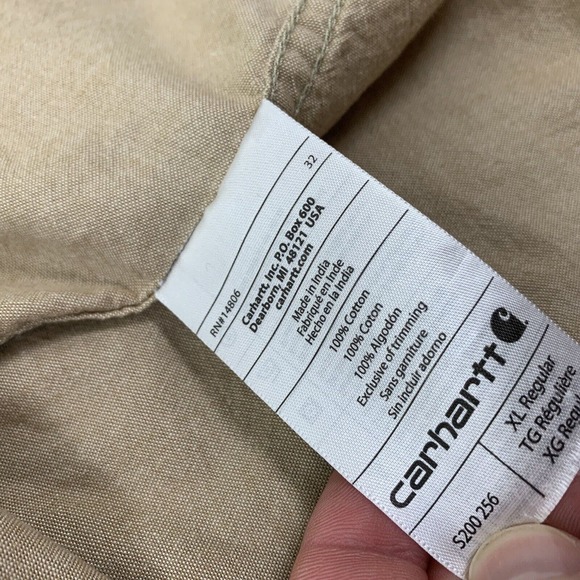 32
RN#14806
Carhartt, Inc. P.O. Box 600
Dearborn, MI 48121 USA
carhartt.com
Made in India
Fabriqué en Inde
Hecho en la India
100% Cotton
100% Coton
100% Algodón
Exclusive of trimming
Sans garniture
Sin incluir adorno
carhartt
S200 256
XL Regular
TG Régulière
XG